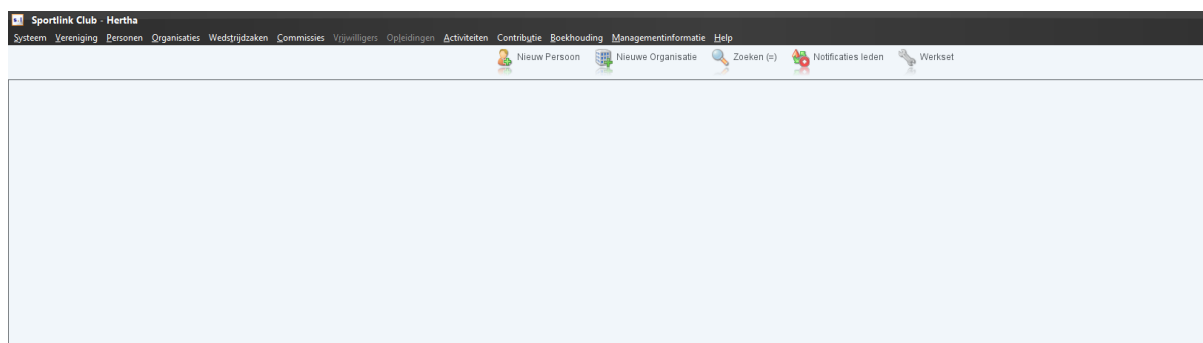 Sportlink Club - Hertha
Systeem Vereniging Personen Organisaties Wedstrijdzaken Commissies Vrijwilligers Opleidingen Activiteiten Contributie Boekhouding Managementinformatie Help
Nieuw Persoon Nieuwe Organisatie Zoeken (=) Notificaties leden Werkset